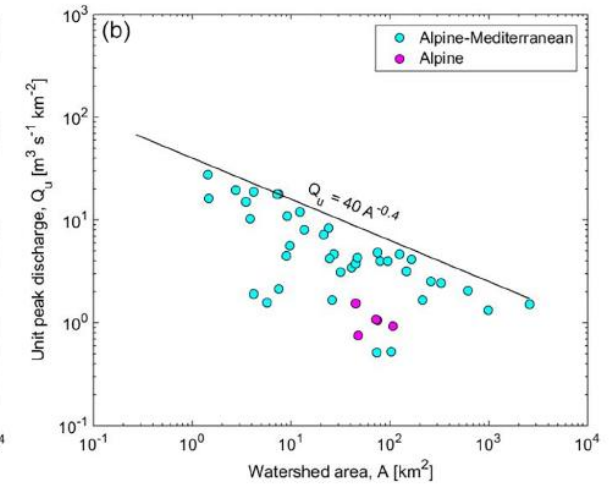 (b)
Alpine-Mediterranean
Alpine
Q_u = 40 A^-0.4
Unit peak discharge, Q_u [m^3 s^-1 km^-2]
10^3
10^2
10^1
10^0
10^-1
10^-1 10^0 10^1 10^2 10^3 10^4
Watershed area, A [km^2]
4